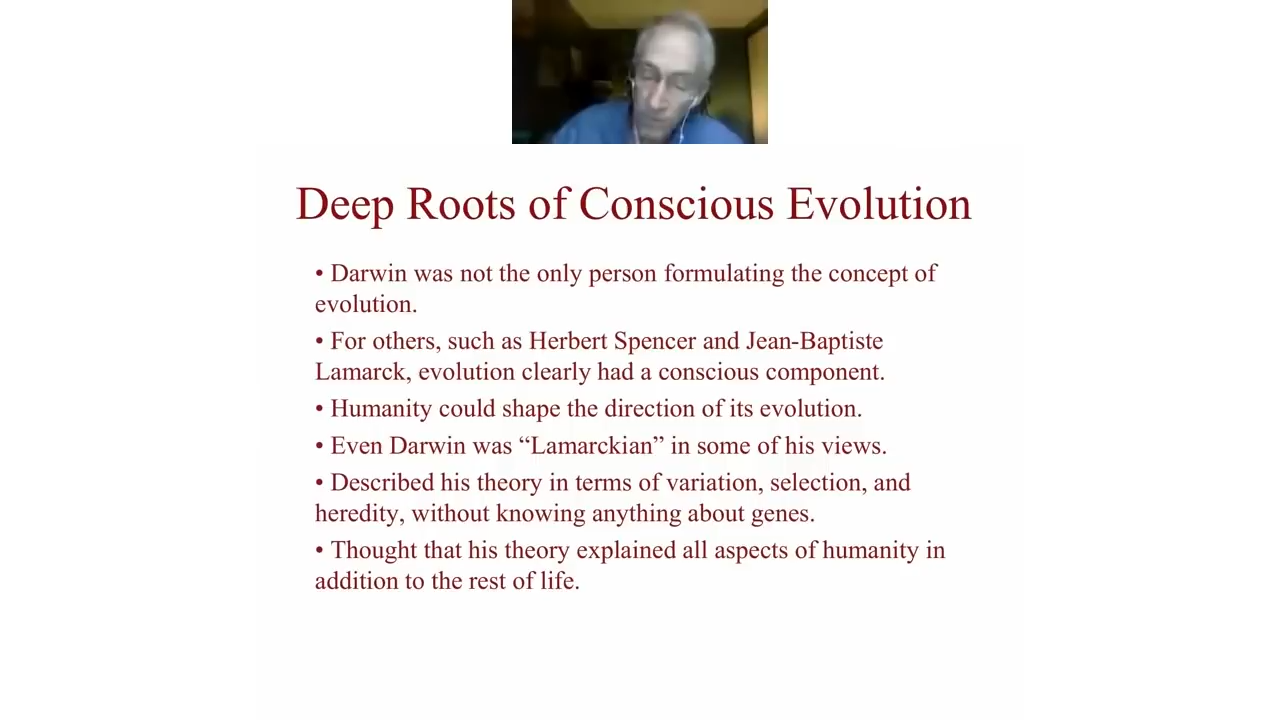 Deep Roots of Conscious Evolution
• Darwin was not the only person formulating the concept of
evolution.
• For others, such as Herbert Spencer and Jean-Baptiste
Lamarck, evolution clearly had a conscious component.
• Humanity could shape the direction of its evolution.
• Even Darwin was “Lamarckian” in some of his views.
• Described his theory in terms of variation, selection, and
heredity, without knowing anything about genes.
• Thought that his theory explained all aspects of humanity in
addition to the rest of life.